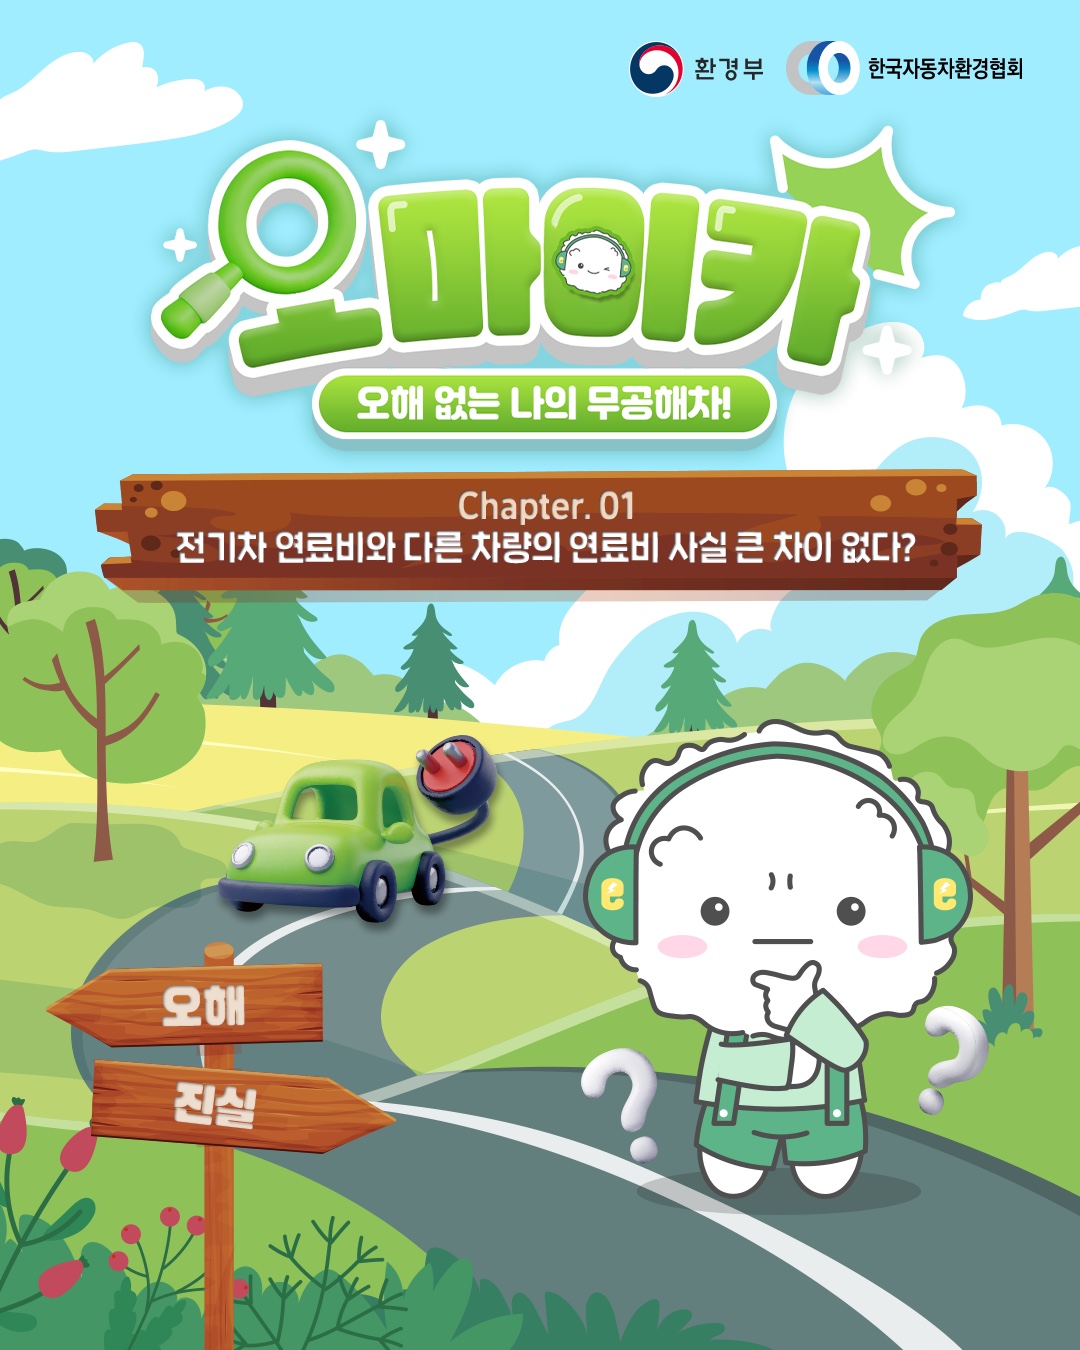 환경부 한국자동차환경협회
오마이카
오해 없는 나의 무공해차!
Chapter. 01
전기차 연료비와 다른 차량의 연료비 사실 큰 차이 없다?
e e
오해
진실
? ?